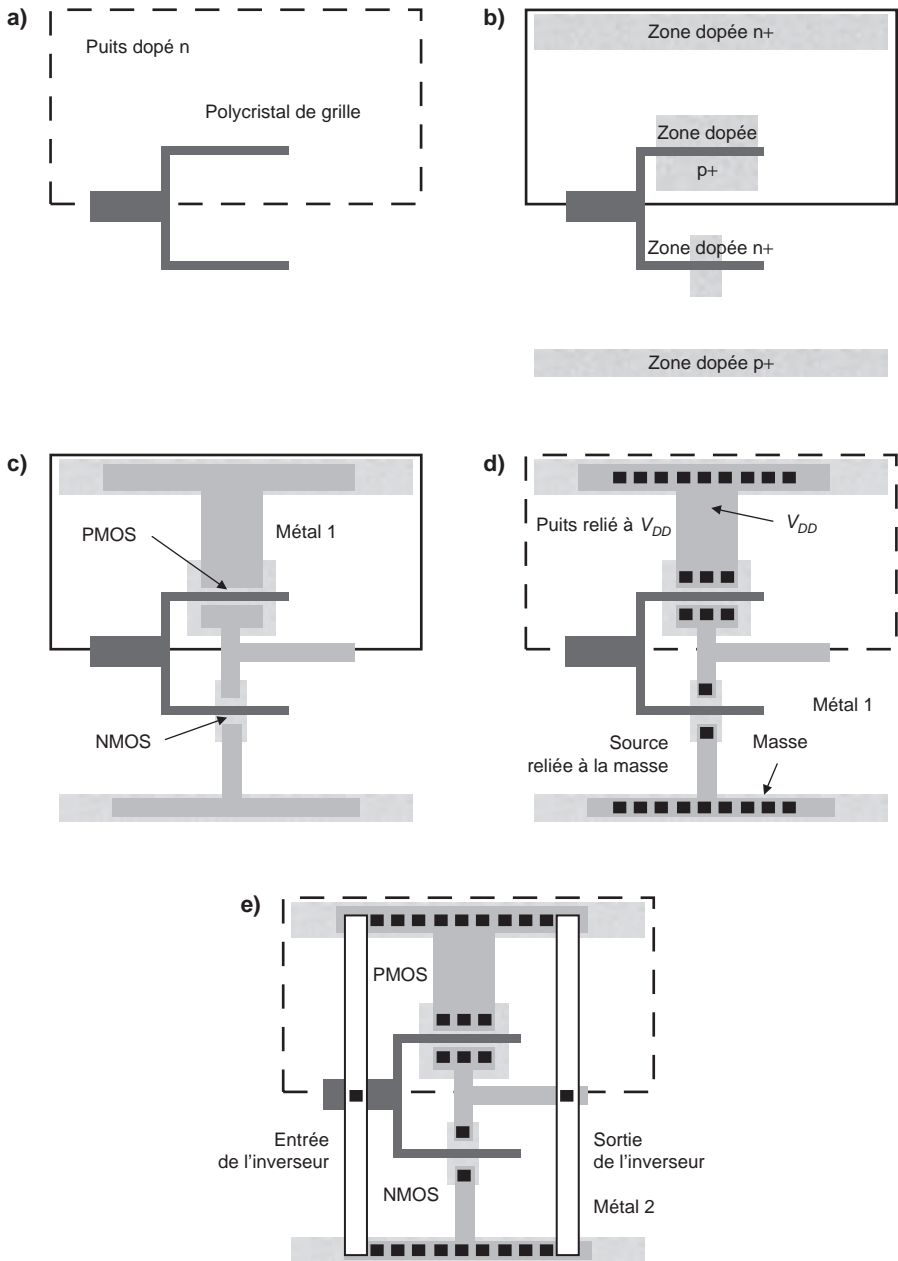 a)
Puits dopé n
Polycristal de grille
b)
Zone dopée n+
Zone dopée
p+
Zone dopée n+
Zone dopée p+
c)
PMOS
Métal 1
NMOS
d)
Puits relié à VDD
VDD
Métal 1
Source
reliée à la masse
Masse
e)
PMOS
Entrée
de l'inverseur
NMOS
Sortie
de l'inverseur
Métal 2